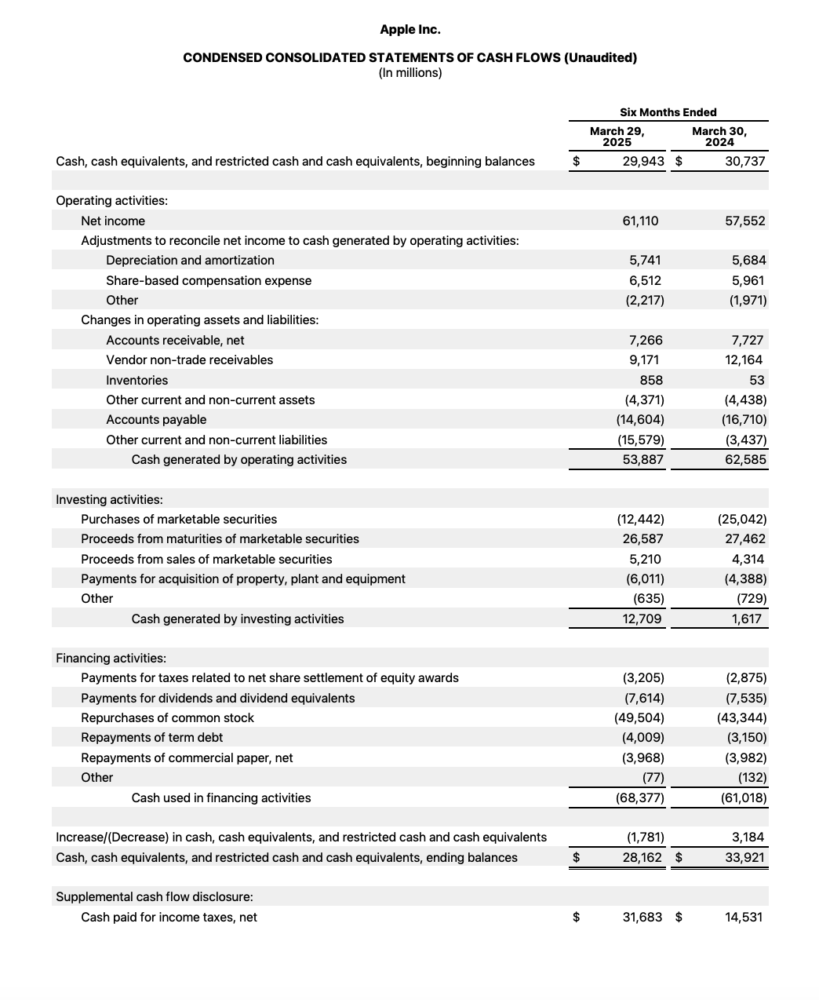 Apple Inc.
CONDENSED CONSOLIDATED STATEMENTS OF CASH FLOWS (Unaudited)
(In millions)
Six Months Ended
March 29, 2025 March 30, 2024
Cash, cash equivalents, and restricted cash and cash equivalents, beginning balances $ 29,943 $ 30,737
Operating activities:
Net income 61,110 57,552
Adjustments to reconcile net income to cash generated by operating activities:
Depreciation and amortization 5,741 5,684
Share-based compensation expense 6,512 5,961
Other (2,217) (1,971)
Changes in operating assets and liabilities:
Accounts receivable, net 7,266 7,727
Vendor non-trade receivables 9,171 12,164
Inventories 858 53
Other current and non-current assets (4,371) (4,438)
Accounts payable (14,604) (16,710)
Other current and non-current liabilities (15,579) (3,437)
Cash generated by operating activities 53,887 62,585
Investing activities:
Purchases of marketable securities (12,442) (25,042)
Proceeds from maturities of marketable securities 26,587 27,462
Proceeds from sales of marketable securities 5,210 4,314
Payments for acquisition of property, plant and equipment (6,011) (4,388)
Other (635) (729)
Cash generated by investing activities 12,709 1,617
Financing activities:
Payments for taxes related to net share settlement of equity awards (3,205) (2,875)
Payments for dividends and dividend equivalents (7,614) (7,535)
Repurchases of common stock (49,504) (43,344)
Repayments of term debt (4,009) (3,150)
Repayments of commercial paper, net (3,968) (3,982)
Other (77) (132)
Cash used in financing activities (68,377) (61,018)
Increase/(Decrease) in cash, cash equivalents, and restricted cash and cash equivalents (1,781) 3,184
Cash, cash equivalents, and restricted cash and cash equivalents, ending balances $ 28,162 $ 33,921
Supplemental cash flow disclosure:
Cash paid for income taxes, net $ 31,683 $ 14,531